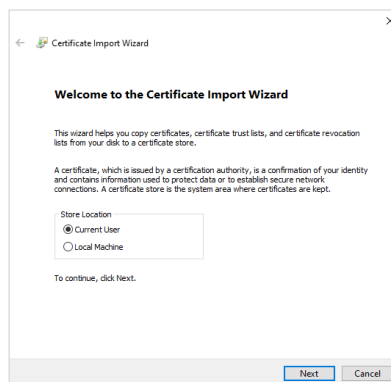 Certificate Import Wizard
Welcome to the Certificate Import Wizard
This wizard helps you copy certificates, certificate trust lists, and certificate revocation
lists from your disk to a certificate store.
A certificate, which is issued by a certification authority, is a confirmation of your identity
and contains information used to protect data or to establish secure network
connections. A certificate store is the system area where certificates are kept.
Store Location
Current User
Local Machine
To continue, click Next.
Next Cancel